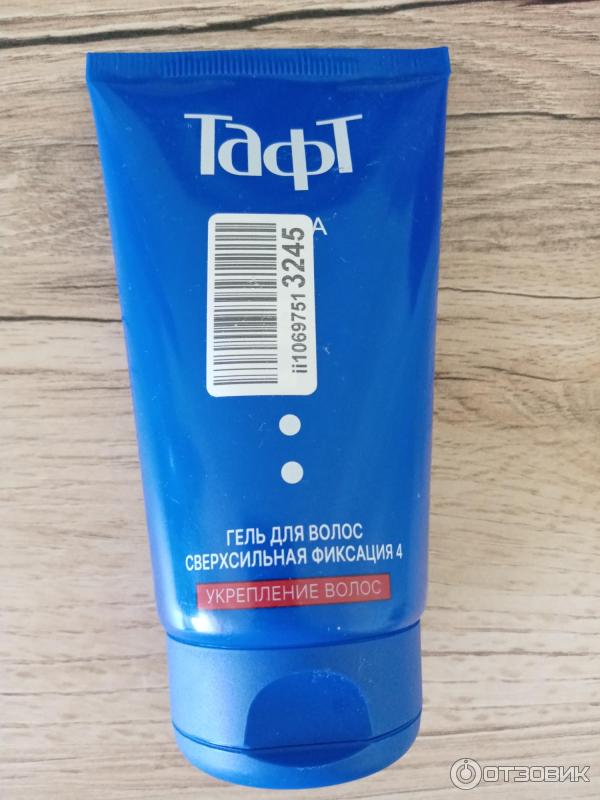 Тафт
А
ii1069751 3245
ГЕЛЬ ДЛЯ ВОЛОС
СВЕРХСИЛЬНАЯ ФИКСАЦИЯ 4
УКРЕПЛЕНИЕ ВОЛОС
ОТЗОВИК